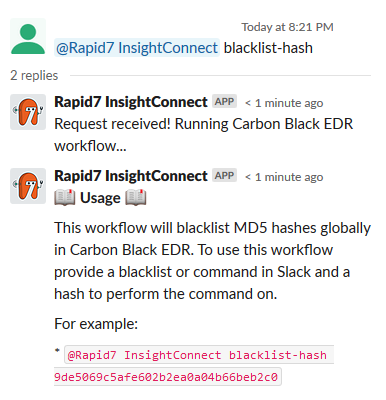 Today at 8:21 PM
@Rapid7 InsightConnect blacklist-hash
2 replies
Rapid7 InsightConnect APP < 1 minute ago
Request received! Running Carbon Black EDR
workflow...
Rapid7 InsightConnect APP < 1 minute ago
📖 Usage 📖
This workflow will blacklist MD5 hashes globally
in Carbon Black EDR. To use this workflow
provide a blacklist or command in Slack and a
hash to perform the command on.
For example:
* @Rapid7 InsightConnect blacklist-hash
9de5069c5afe602b2ea0a04b66beb2c0